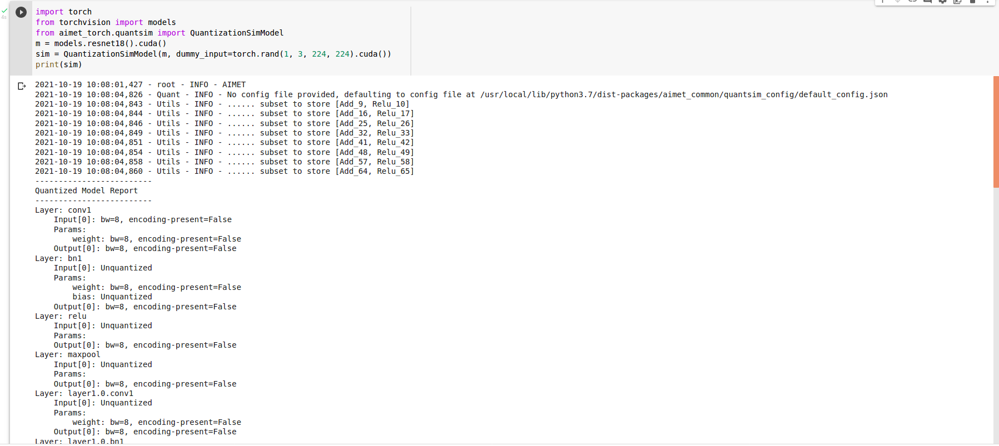 4s
import torch
from torchvision import models
from aimet_torch.quantsim import QuantizationSimModel
m = models.resnet18().cuda()
sim = QuantizationSimModel(m, dummy_input=torch.rand(1, 3, 224, 224).cuda())
print(sim)
2021-10-19 10:08:01,427 - root - INFO - AIMET
2021-10-19 10:08:04,826 - Quant - INFO - No config file provided, defaulting to config file at /usr/local/lib/python3.7/dist-packages/aimet_common/quantsim_config/default_config.json
2021-10-19 10:08:04,843 - Utils - INFO - ...... subset to store [Add_9, Relu_10]
2021-10-19 10:08:04,844 - Utils - INFO - ...... subset to store [Add_16, Relu_17]
2021-10-19 10:08:04,846 - Utils - INFO - ...... subset to store [Add_25, Relu_26]
2021-10-19 10:08:04,849 - Utils - INFO - ...... subset to store [Add_32, Relu_33]
2021-10-19 10:08:04,851 - Utils - INFO - ...... subset to store [Add_41, Relu_42]
2021-10-19 10:08:04,854 - Utils - INFO - ...... subset to store [Add_48, Relu_49]
2021-10-19 10:08:04,858 - Utils - INFO - ...... subset to store [Add_57, Relu_58]
2021-10-19 10:08:04,860 - Utils - INFO - ...... subset to store [Add_64, Relu_65]
-------------------------
Quantized Model Report
-------------------------
Layer: conv1
    Input[0]: bw=8, encoding-present=False
    Params:
        weight: bw=8, encoding-present=False
    Output[0]: bw=8, encoding-present=False
Layer: bn1
    Input[0]: Unquantized
    Params:
        weight: bw=8, encoding-present=False
        bias: Unquantized
    Output[0]: bw=8, encoding-present=False
Layer: relu
    Input[0]: Unquantized
    Params:
    Output[0]: bw=8, encoding-present=False
Layer: maxpool
    Input[0]: Unquantized
    Params:
    Output[0]: bw=8, encoding-present=False
Layer: layer1.0.conv1
    Input[0]: Unquantized
    Params:
        weight: bw=8, encoding-present=False
    Output[0]: bw=8, encoding-present=False
Layer: layer1.0.bn1